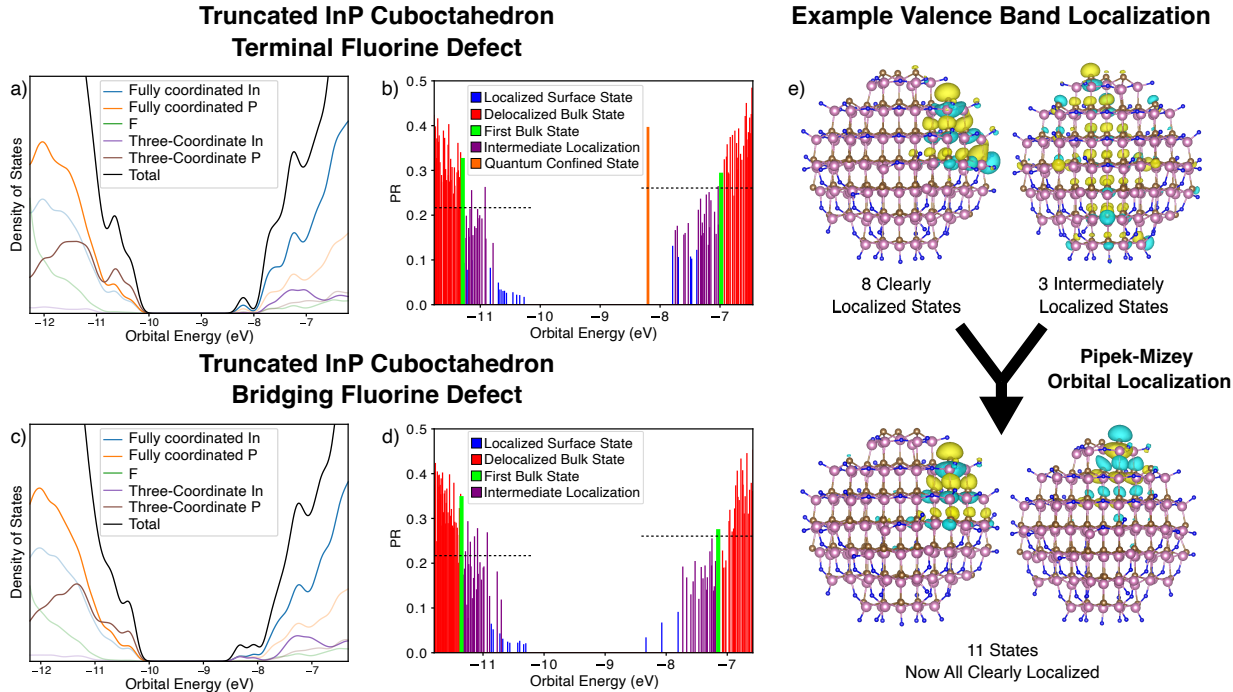 Truncated InP Cuboctahedron
Terminal Fluorine Defect
Example Valence Band Localization
a)
Fully coordinated In
Fully coordinated P
F
Three-Coordinate In
Three-Coordinate P
Total
Density of States
−12
−11
−10
−9
−8
−7
Orbital Energy (eV)
b)
0.5
0.4
0.3
0.2
0.1
0.0
PR
Localized Surface State
Delocalized Bulk State
First Bulk State
Intermediate Localization
Quantum Confined State
−11
−10
−9
−8
−7
Orbital Energy (eV)
e)
8 Clearly
Localized States
3 Intermediately
Localized States
Pipek-Mizey
Orbital Localization
Truncated InP Cuboctahedron
Bridging Fluorine Defect
c)
Fully coordinated In
Fully coordinated P
F
Three-Coordinate In
Three-Coordinate P
Total
Density of States
−12
−11
−10
−9
−8
−7
Orbital Energy (eV)
d)
0.5
0.4
0.3
0.2
0.1
0.0
PR
Localized Surface State
Delocalized Bulk State
First Bulk State
Intermediate Localization
−11
−10
−9
−8
−7
Orbital Energy (eV)
11 States
Now All Clearly Localized